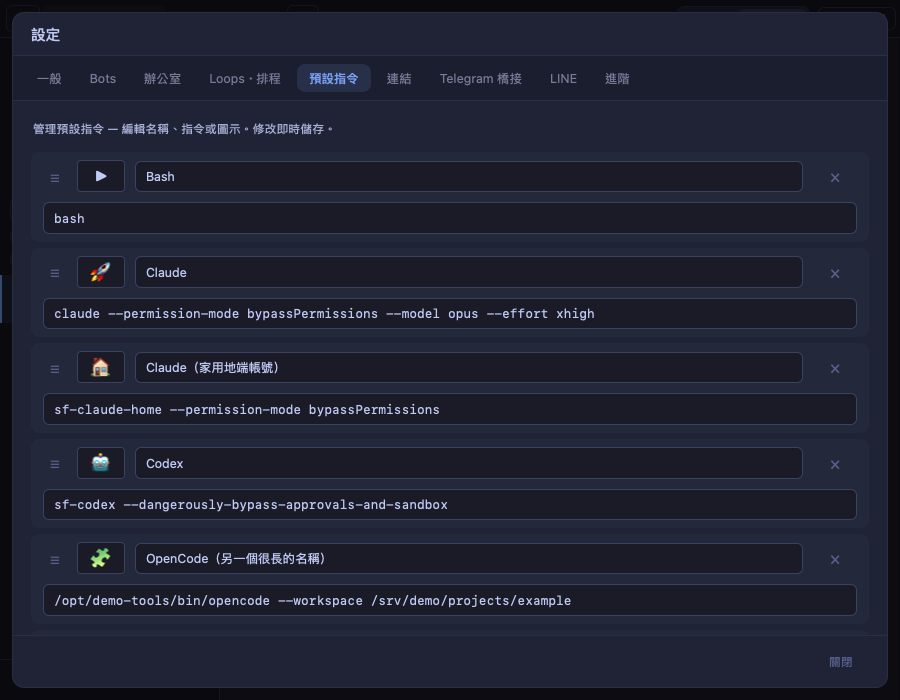 設定
一般 Bots 辦公室 Loops・排程 預設指令 連結 Telegram 橋接 LINE 進階
管理預設指令 — 編輯名稱、指令或圖示。修改即時儲存。
Bash
bash
Claude
claude --permission-mode bypassPermissions --model opus --effort xhigh
Claude（家用地端帳號）
sf-claude-home --permission-mode bypassPermissions
Codex
sf-codex --dangerously-bypass-approvals-and-sandbox
OpenCode（另一個很長的名稱）
/opt/demo-tools/bin/opencode --workspace /srv/demo/projects/example
關閉